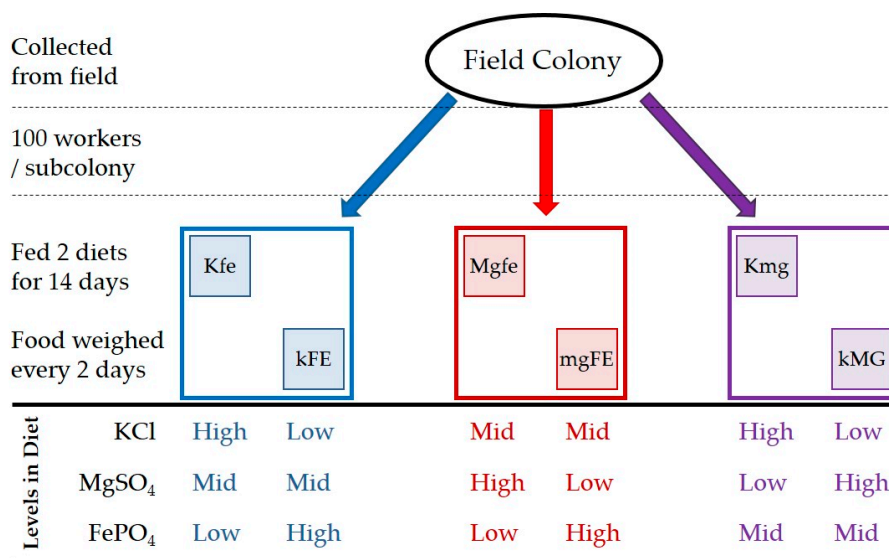 Collected
from field
Field Colony
100 workers
/ subcolony
Fed 2 diets
for 14 days
Kfe
Mgfe
Kmg
Food weighed
every 2 days
kFE
mgFE
kMG
Levels in Diet
KCl High Low Mid Mid High Low
MgSO₄ Mid Mid High Low Low High
FePO₄ Low High Low High Mid Mid